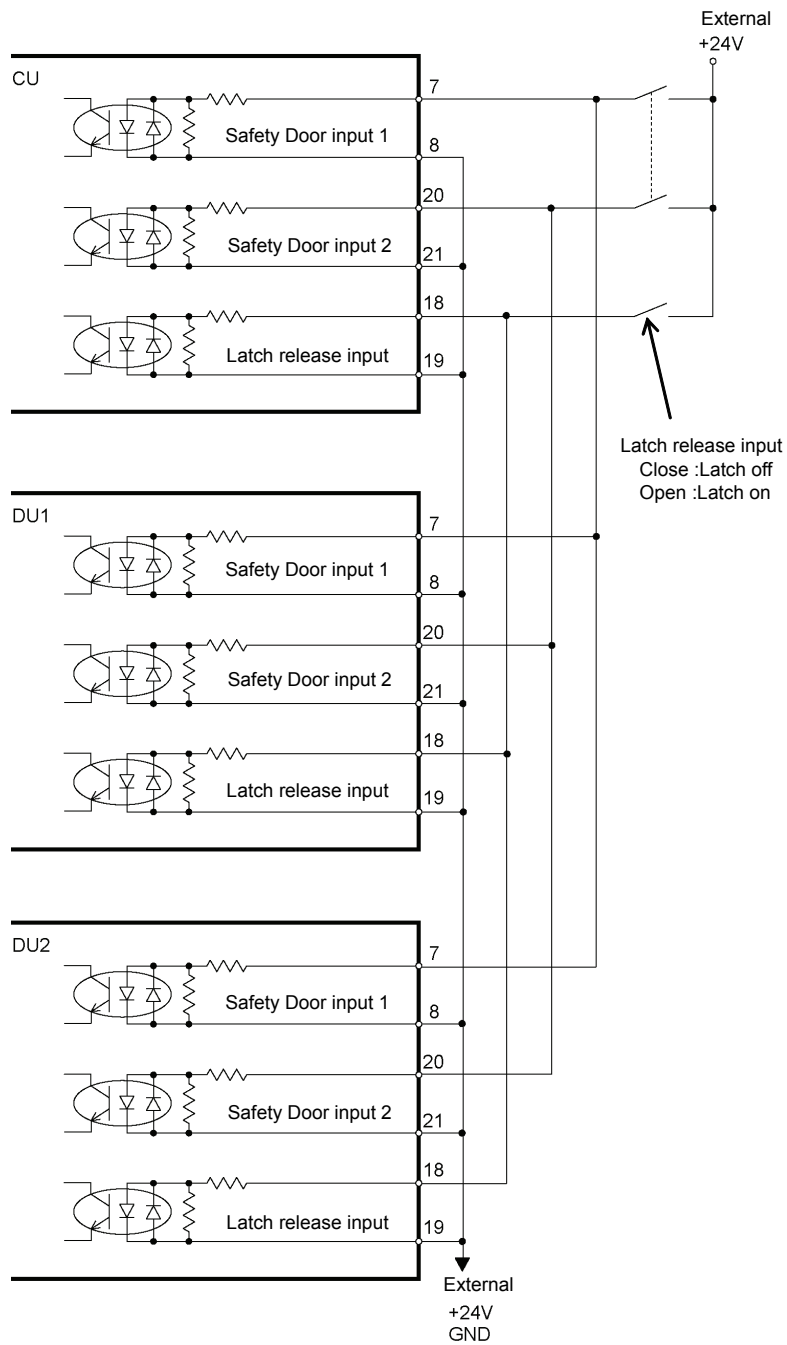 External
+24V
CU
7
Safety Door input 1
8
20
Safety Door input 2
21
18
Latch release input
19
Latch release input
Close :Latch off
Open :Latch on
DU1
7
Safety Door input 1
8
20
Safety Door input 2
21
18
Latch release input
19
DU2
7
Safety Door input 1
8
20
Safety Door input 2
21
18
Latch release input
19
External
+24V
GND